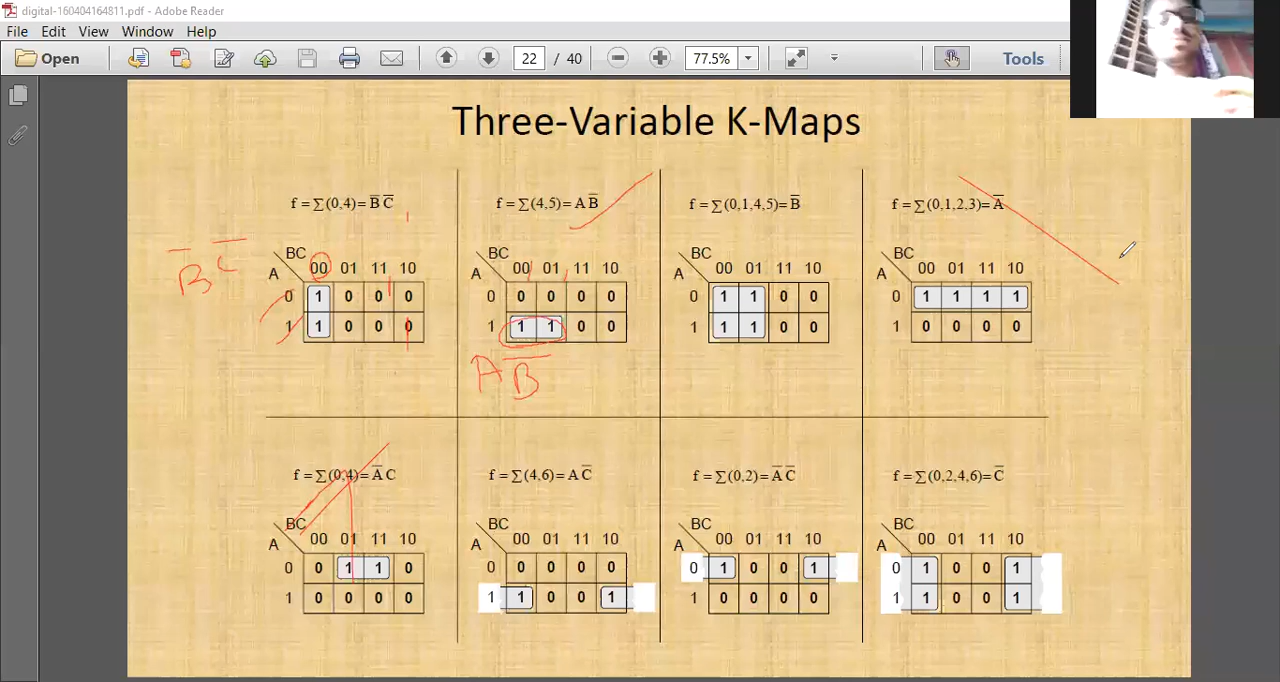 digital-160404164811.pdf - Adobe Reader
File Edit View Window Help
Open 22 / 40 77.5% Tools
Three-Variable K-Maps
f = ∑(0,4)= B̅ C̅
BC
A 00 01 11 10
0 1 0 0 0
1 1 0 0 0
B̅ C̅
f = ∑(4,5)= A B̅
BC
A 00 01 11 10
0 0 0 0 0
1 1 1 0 0
A B̅
f = ∑(0,1,4,5)= B̅
BC
A 00 01 11 10
0 1 1 0 0
1 1 1 0 0
f = ∑(0,1,2,3)= A̅
BC
A 00 01 11 10
0 1 1 1 1
1 0 0 0 0
f = ∑(0,4)= A̅ C
BC
A 00 01 11 10
0 0 1 1 0
1 0 0 0 0
f = ∑(4,6)= A C̅
BC
A 00 01 11 10
0 0 0 0 0
1 1 0 0 1
f = ∑(0,2)= A̅ C̅
BC
A 00 01 11 10
0 1 0 0 1
1 0 0 0 0
f = ∑(0,2,4,6)= C̅
BC
A 00 01 11 10
0 1 0 0 1
1 1 0 0 1